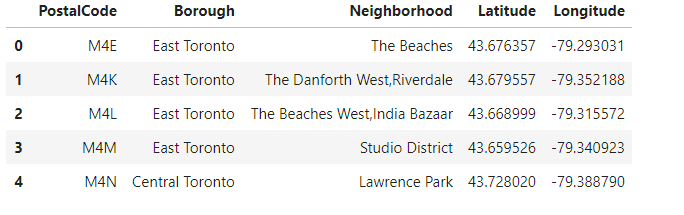 PostalCode Borough Neighborhood Latitude Longitude
0 M4E East Toronto The Beaches 43.676357 -79.293031
1 M4K East Toronto The Danforth West,Riverdale 43.679557 -79.352188
2 M4L East Toronto The Beaches West,India Bazaar 43.668999 -79.315572
3 M4M East Toronto Studio District 43.659526 -79.340923
4 M4N Central Toronto Lawrence Park 43.728020 -79.388790